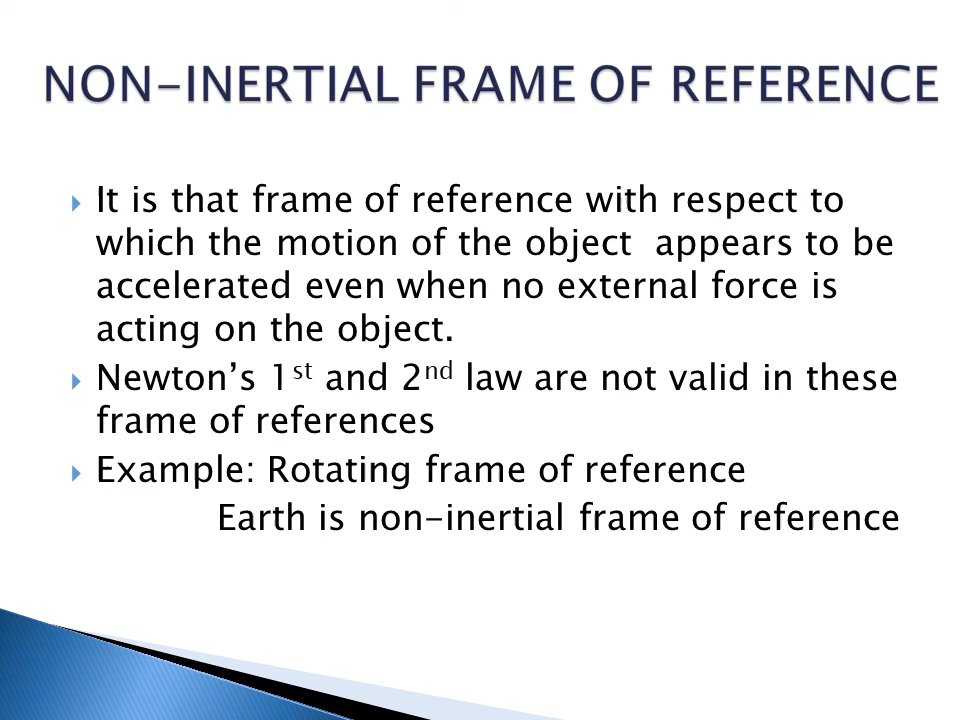 NON-INERTIAL FRAME OF REFERENCE
It is that frame of reference with respect to
which the motion of the object  appears to be
accelerated even when no external force is
acting on the object.
Newton’s 1st and 2nd law are not valid in these
frame of references
Example: Rotating frame of reference
Earth is non-inertial frame of reference